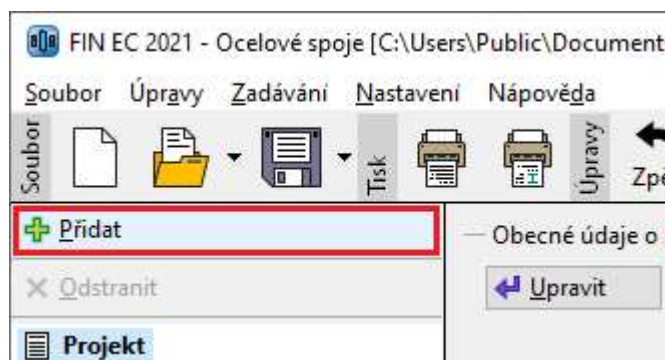 FIN EC 2021 - Ocelové spoje [C:\Users\Public\Document
Soubor Úpravy Zadávání Nastavení Nápověda
Soubor Tisk Úpravy Zpě
Přidat Obecné údaje o
Odstranit Upravit
Projekt